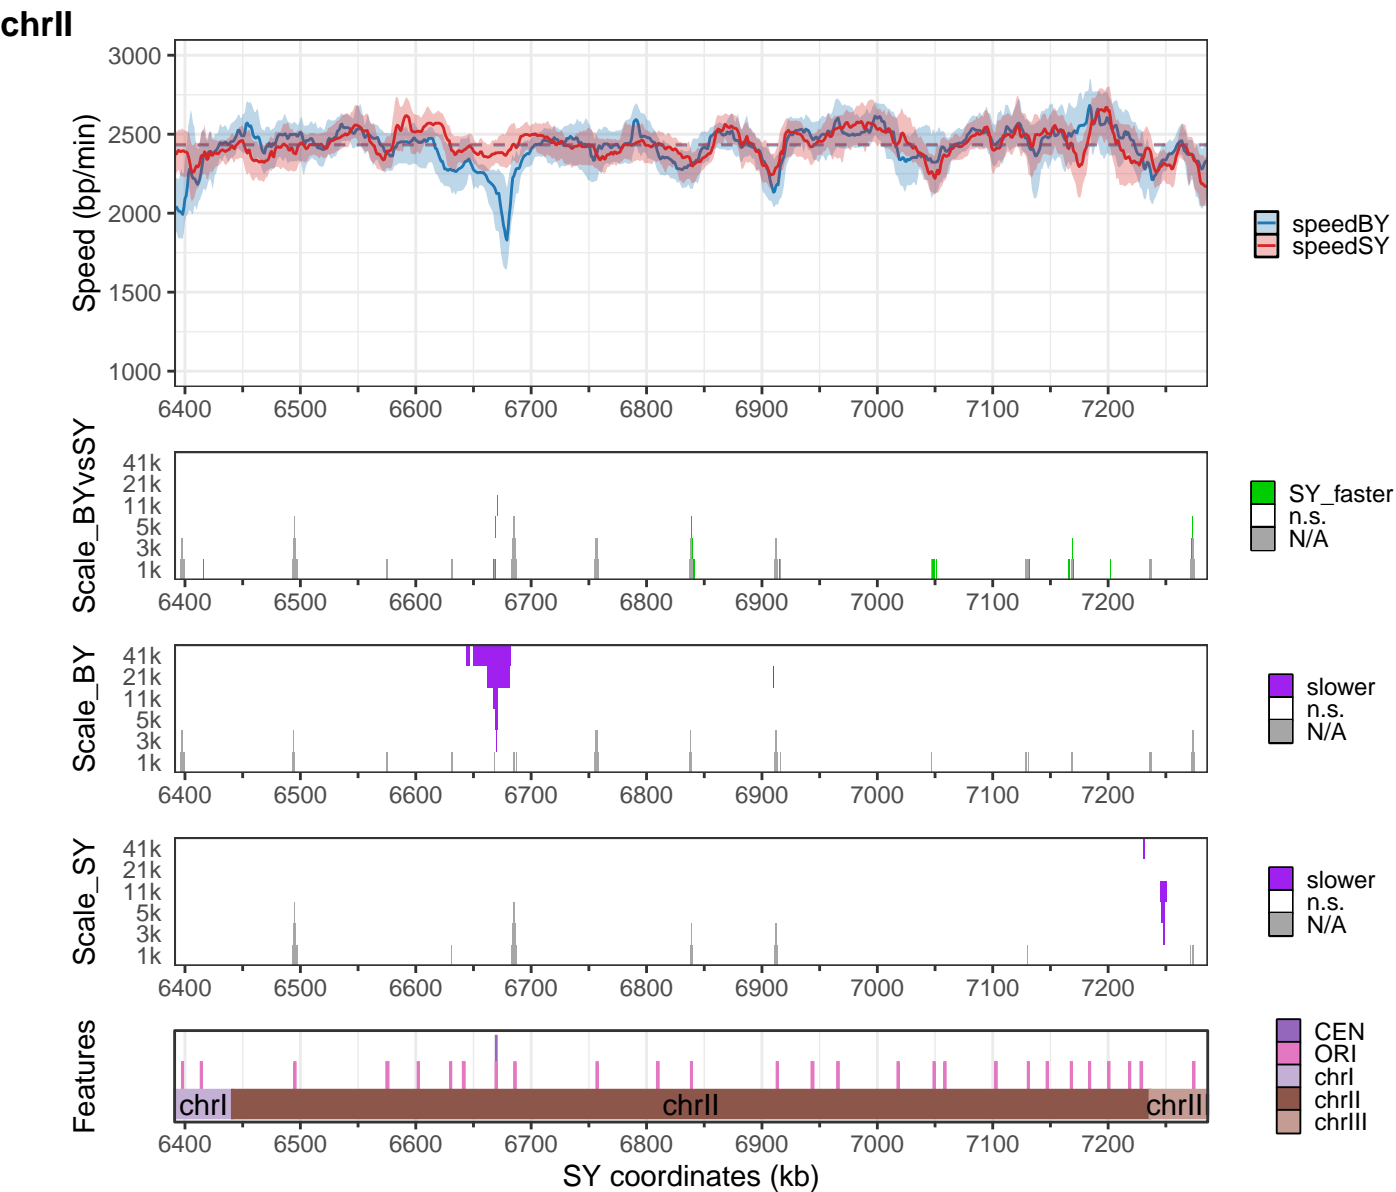 chrII
Speed (bp/min)
3000
2500
2000
1500
1000
6400 6500 6600 6700 6800 6900 7000 7100 7200
speedBY
speedSY
Scale_BYvsSY
41k
21k
11k
5k
3k
1k
6400 6500 6600 6700 6800 6900 7000 7100 7200
SY_faster
n.s.
N/A
Scale_BY
41k
21k
11k
5k
3k
1k
6400 6500 6600 6700 6800 6900 7000 7100 7200
slower
n.s.
N/A
Scale_SY
41k
21k
11k
5k
3k
1k
6400 6500 6600 6700 6800 6900 7000 7100 7200
slower
n.s.
N/A
Features
chrI chrII chrIII
6400 6500 6600 6700 6800 6900 7000 7100 7200
SY coordinates (kb)
CEN
ORI
chrI
chrII
chrIII